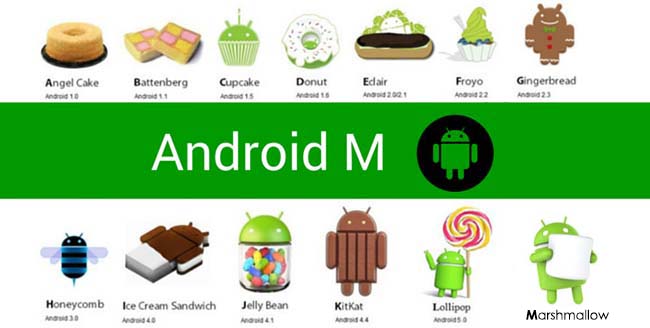 Angel Cake Battenberg Cupcake Donut Eclair Froyo Gingerbread
Android 1.0 Android 1.1 Android 1.5 Android 1.6 Android 2.0/2.1 Android 2.2 Android 2.3
Android M
Honeycomb Ice Cream Sandwich Jelly Bean KitKat Lollipop Marshmallow
Android 3.0 Android 4.0 Android 4.1 Android 4.4 Android 5.0